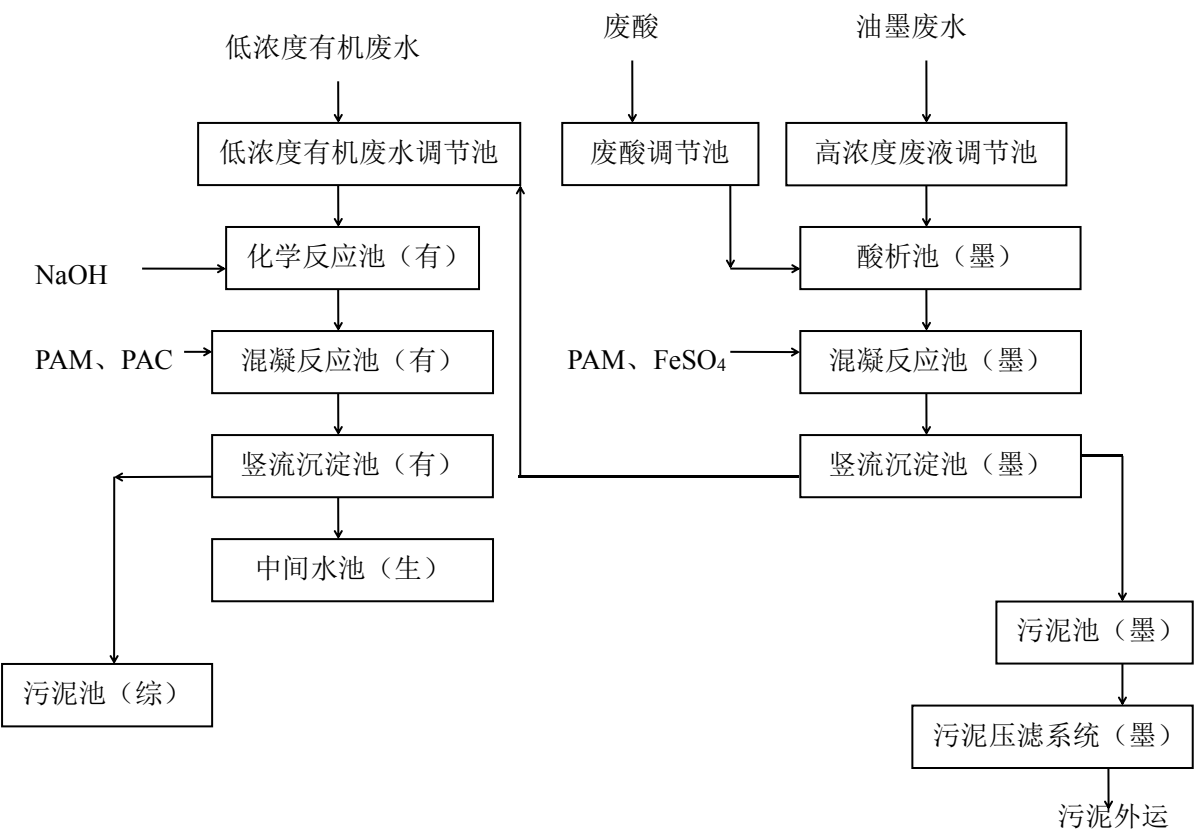 低浓度有机废水
废酸
油墨废水
低浓度有机废水调节池
废酸调节池
高浓度废液调节池
化学反应池（有）
酸析池（墨）
NaOH
PAM、PAC
混凝反应池（有）
PAM、FeSO₄
混凝反应池（墨）
竖流沉淀池（有）
竖流沉淀池（墨）
中间水池（生）
污泥池（墨）
污泥池（综）
污泥压滤系统（墨）
污泥外运